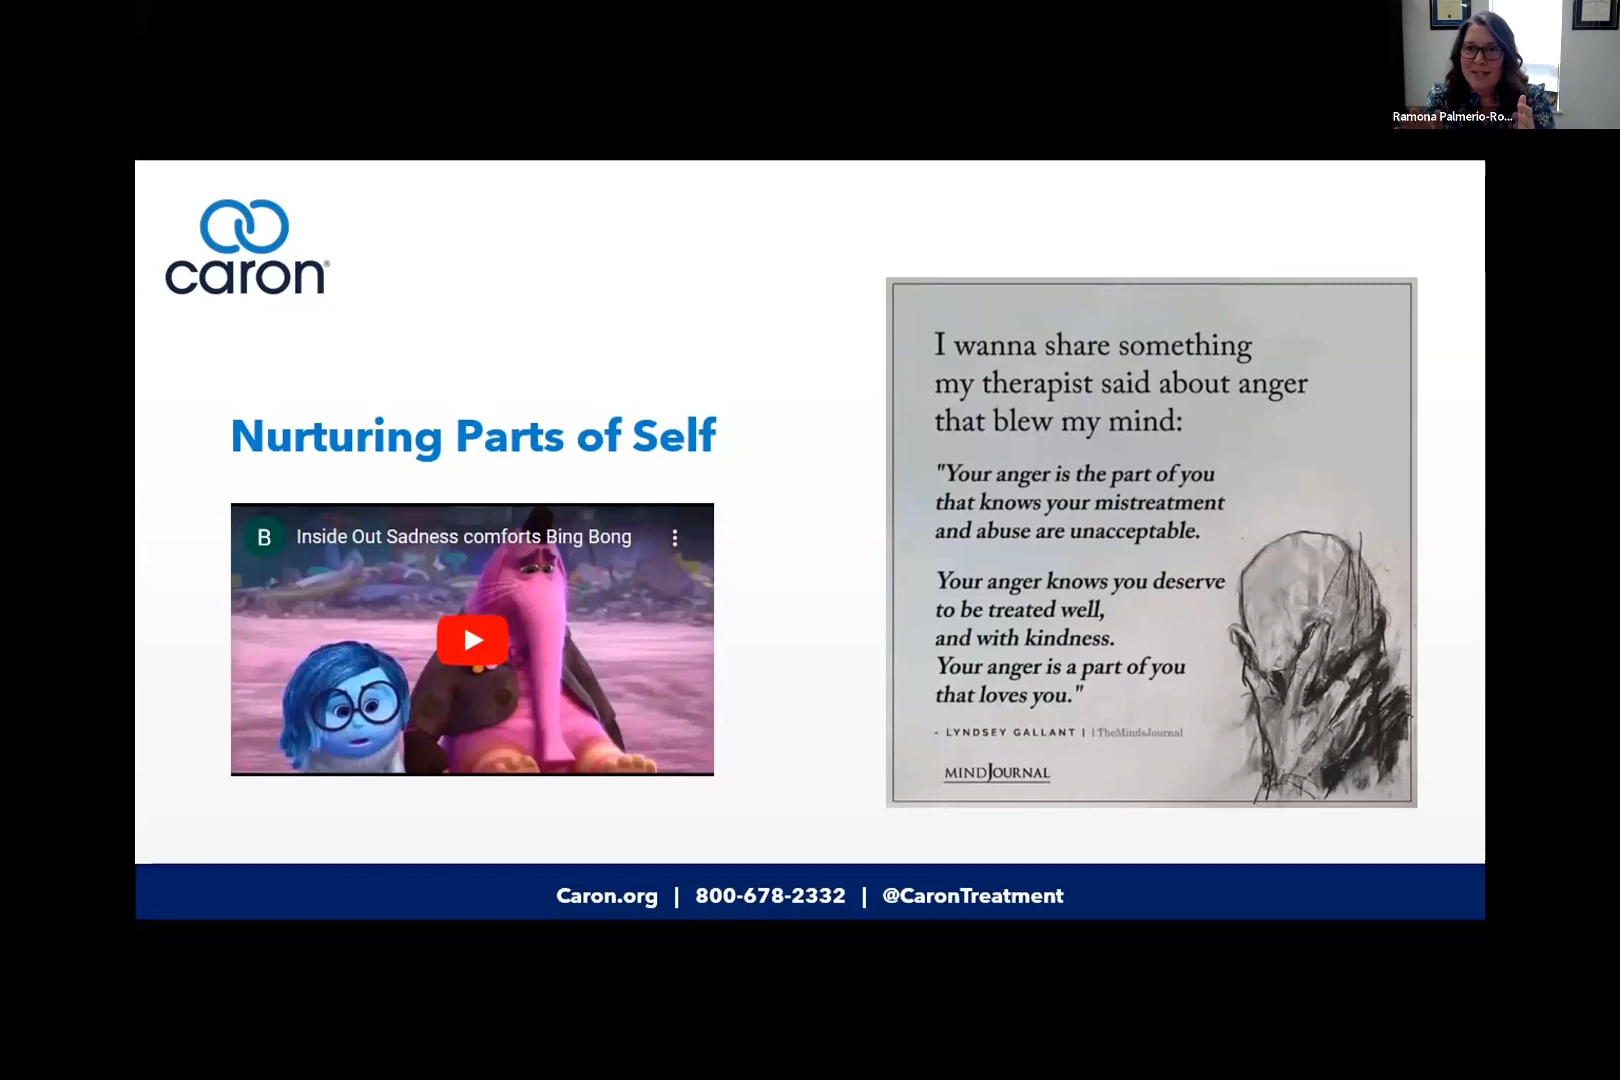 Ramona Palmerio-Ro...
caron®
Nurturing Parts of Self
B Inside Out Sadness comforts Bing Bong
I wanna share something
my therapist said about anger
that blew my mind:
"Your anger is the part of you
that knows your mistreatment
and abuse are unacceptable.
Your anger knows you deserve
to be treated well,
and with kindness.
Your anger is a part of you
that loves you."
- LYNDSEY GALLANT | | TheMindsJournal
MINDJOURNAL
Caron.org | 800-678-2332 | @CaronTreatment